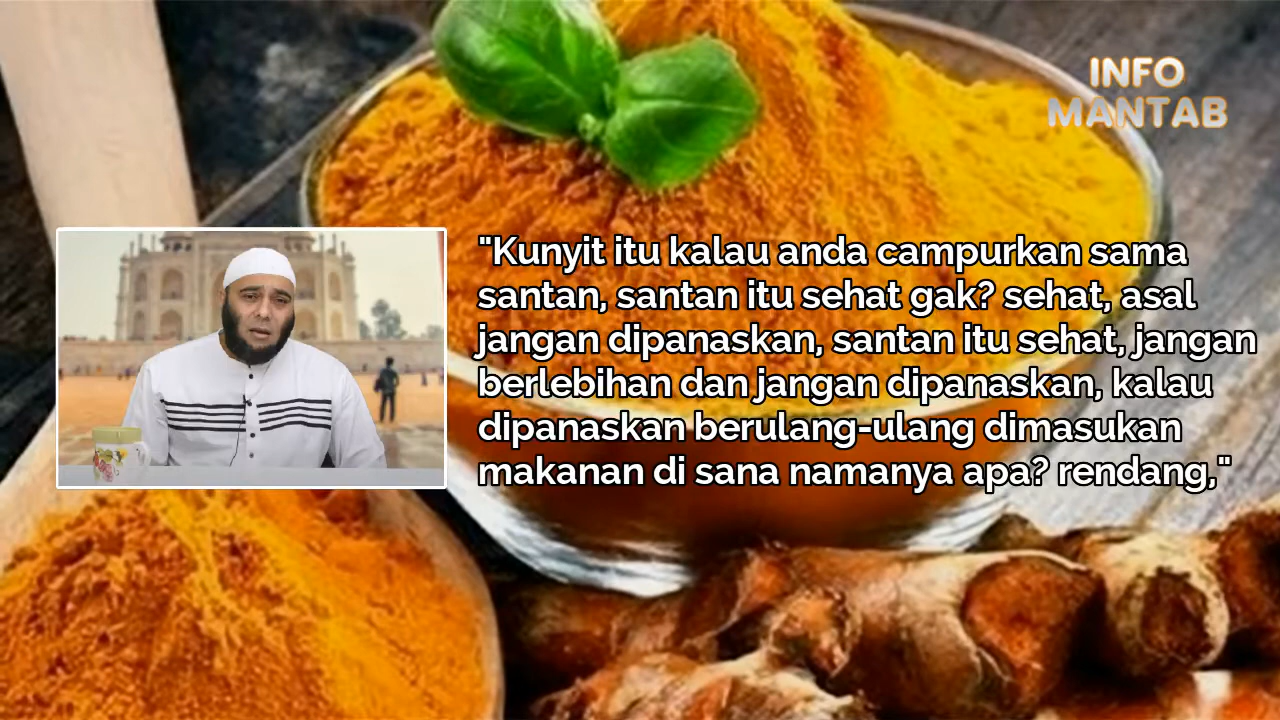 INFO
MANTAB
"Kunyit itu kalau anda campurkan sama
santan, santan itu sehat gak? sehat, asal
jangan dipanaskan, santan itu sehat, jangan
berlebihan dan jangan dipanaskan, kalau
dipanaskan berulang-ulang dimasukan
makanan di sana namanya apa? rendang,"